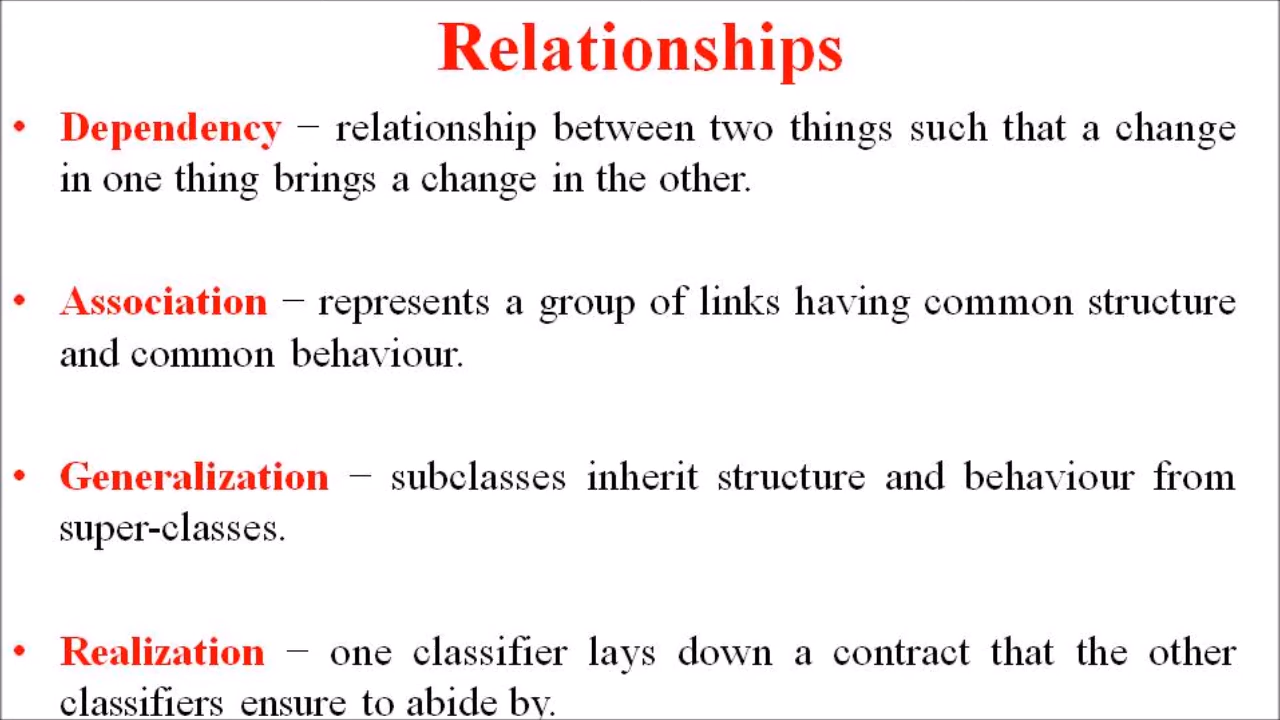 Relationships
• Dependency − relationship between two things such that a change
in one thing brings a change in the other.
• Association − represents a group of links having common structure
and common behaviour.
• Generalization − subclasses inherit structure and behaviour from
super-classes.
• Realization − one classifier lays down a contract that the other
classifiers ensure to abide by.